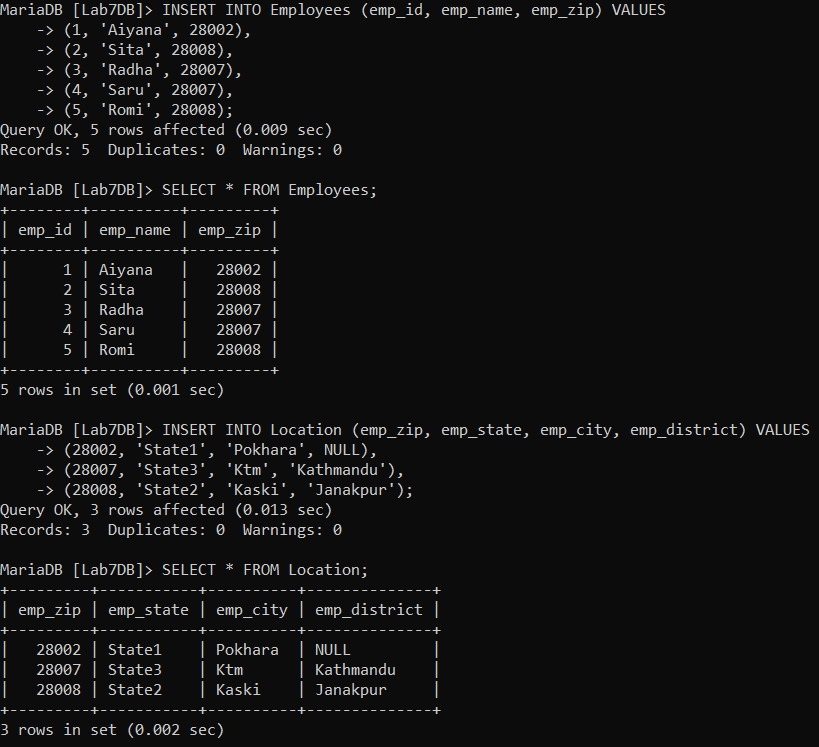 MariaDB [Lab7DB]> INSERT INTO Employees (emp_id, emp_name, emp_zip) VALUES
    -> (1, 'Aiyana', 28002),
    -> (2, 'Sita', 28008),
    -> (3, 'Radha', 28007),
    -> (4, 'Saru', 28007),
    -> (5, 'Romi', 28008);
Query OK, 5 rows affected (0.009 sec)
Records: 5  Duplicates: 0  Warnings: 0

MariaDB [Lab7DB]> SELECT * FROM Employees;
+--------+----------+---------+
| emp_id | emp_name | emp_zip |
+--------+----------+---------+
|      1 | Aiyana   |   28002 |
|      2 | Sita     |   28008 |
|      3 | Radha    |   28007 |
|      4 | Saru     |   28007 |
|      5 | Romi     |   28008 |
+--------+----------+---------+
5 rows in set (0.001 sec)

MariaDB [Lab7DB]> INSERT INTO Location (emp_zip, emp_state, emp_city, emp_district) VALUES
    -> (28002, 'State1', 'Pokhara', NULL),
    -> (28007, 'State3', 'Ktm', 'Kathmandu'),
    -> (28008, 'State2', 'Kaski', 'Janakpur');
Query OK, 3 rows affected (0.013 sec)
Records: 3  Duplicates: 0  Warnings: 0

MariaDB [Lab7DB]> SELECT * FROM Location;
+---------+-----------+----------+--------------+
| emp_zip | emp_state | emp_city | emp_district |
+---------+-----------+----------+--------------+
|   28002 | State1    | Pokhara  | NULL         |
|   28007 | State3    | Ktm      | Kathmandu    |
|   28008 | State2    | Kaski    | Janakpur     |
+---------+-----------+----------+--------------+
3 rows in set (0.002 sec)